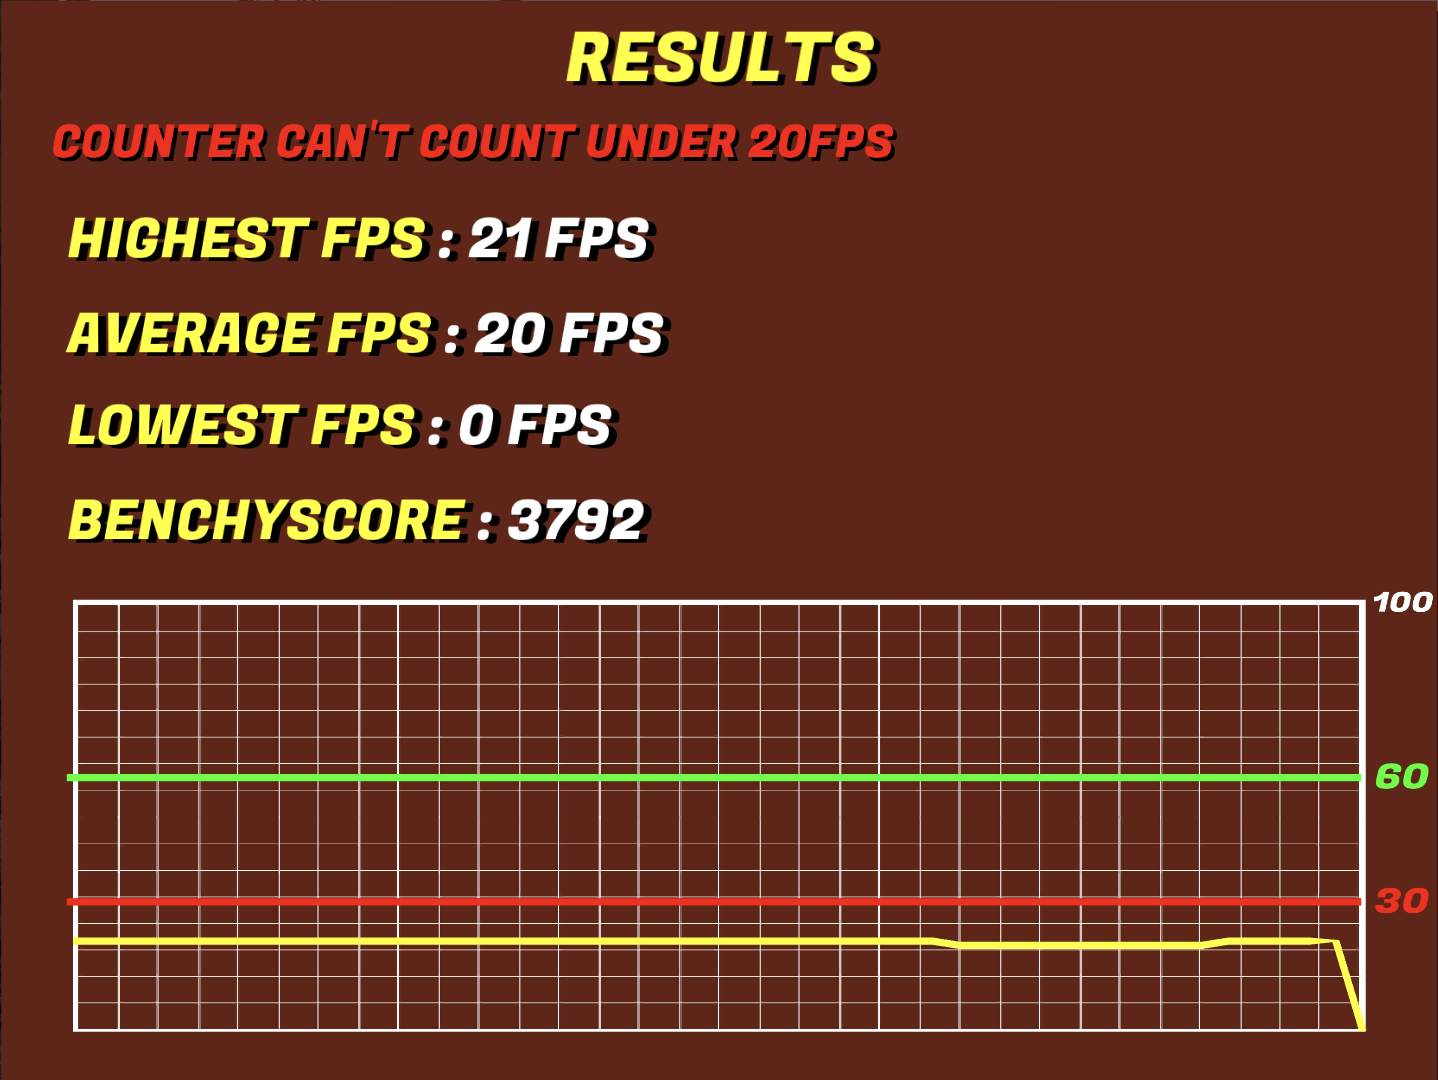 RESULTS
COUNTER CAN'T COUNT UNDER 20FPS
HIGHEST FPS : 21 FPS
AVERAGE FPS : 20 FPS
LOWEST FPS : 0 FPS
BENCHYSCORE : 3792
100
60
30